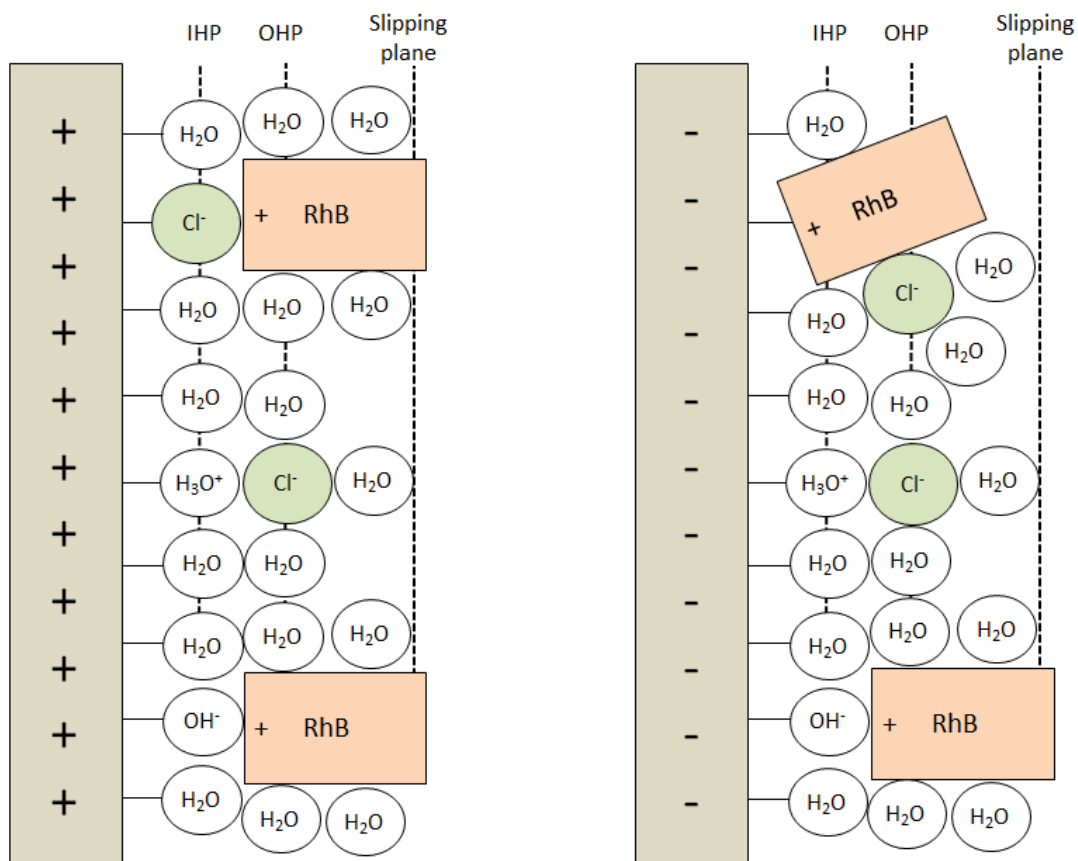 IHP OHP Slipping
plane
+ H₂O H₂O H₂O
+ Cl⁻ + RhB
+
H₂O H₂O H₂O
+
+ H₂O H₂O
+ H₃O⁺ Cl⁻ H₂O
+
H₂O H₂O
+
H₂O H₂O H₂O
+
+ OH⁻ + RhB
+ H₂O H₂O H₂O
IHP OHP Slipping
plane
- H₂O
- + RhB
- H₂O
Cl⁻
- H₂O
H₂O
- H₂O H₂O
- H₃O⁺ Cl⁻ H₂O
-
H₂O H₂O
-
H₂O H₂O H₂O
-
- OH⁻ + RhB
- H₂O H₂O H₂O